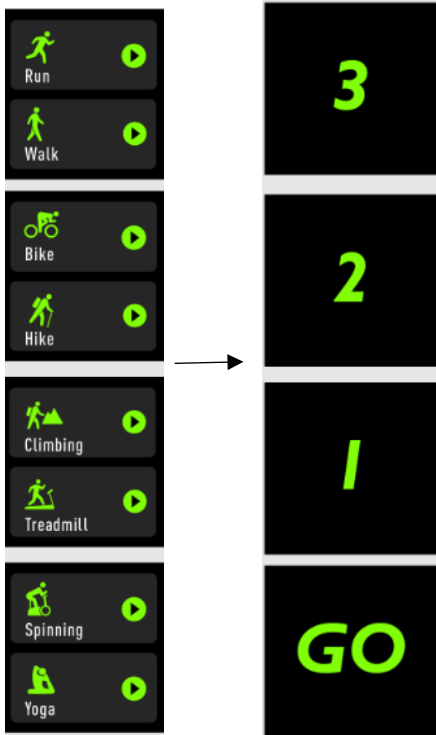 Run
Walk
Bike
Hike
Climbing
Treadmill
Spinning
Yoga
3
2
1
GO